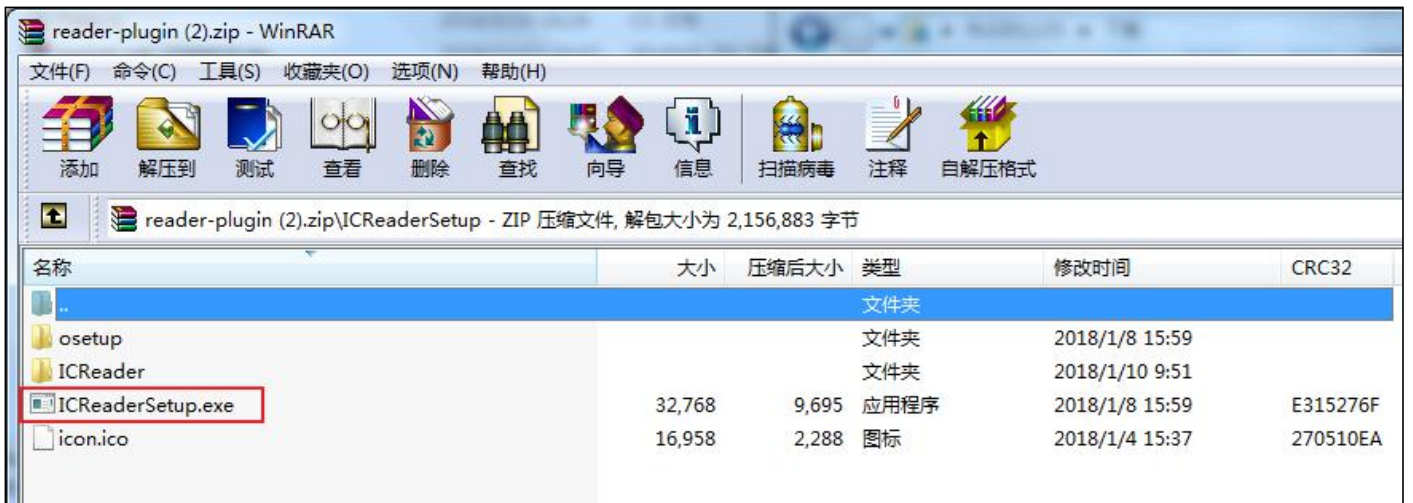 reader-plugin (2).zip - WinRAR
文件(F) 命令(C) 工具(S) 收藏夹(O) 选项(N) 帮助(H)
添加 解压到 测试 查看 删除 查找 向导 信息 扫描病毒 注释 自解压格式
reader-plugin (2).zip\ICReaderSetup - ZIP 压缩文件, 解包大小为 2,156,883 字节
名称 大小 压缩后大小 类型 修改时间 CRC32
.. 文件夹
osetup 文件夹 2018/1/8 15:59
ICReader 文件夹 2018/1/10 9:51
ICReaderSetup.exe 32,768 9,695 应用程序 2018/1/8 15:59 E315276F
icon.ico 16,958 2,288 图标 2018/1/4 15:37 270510EA